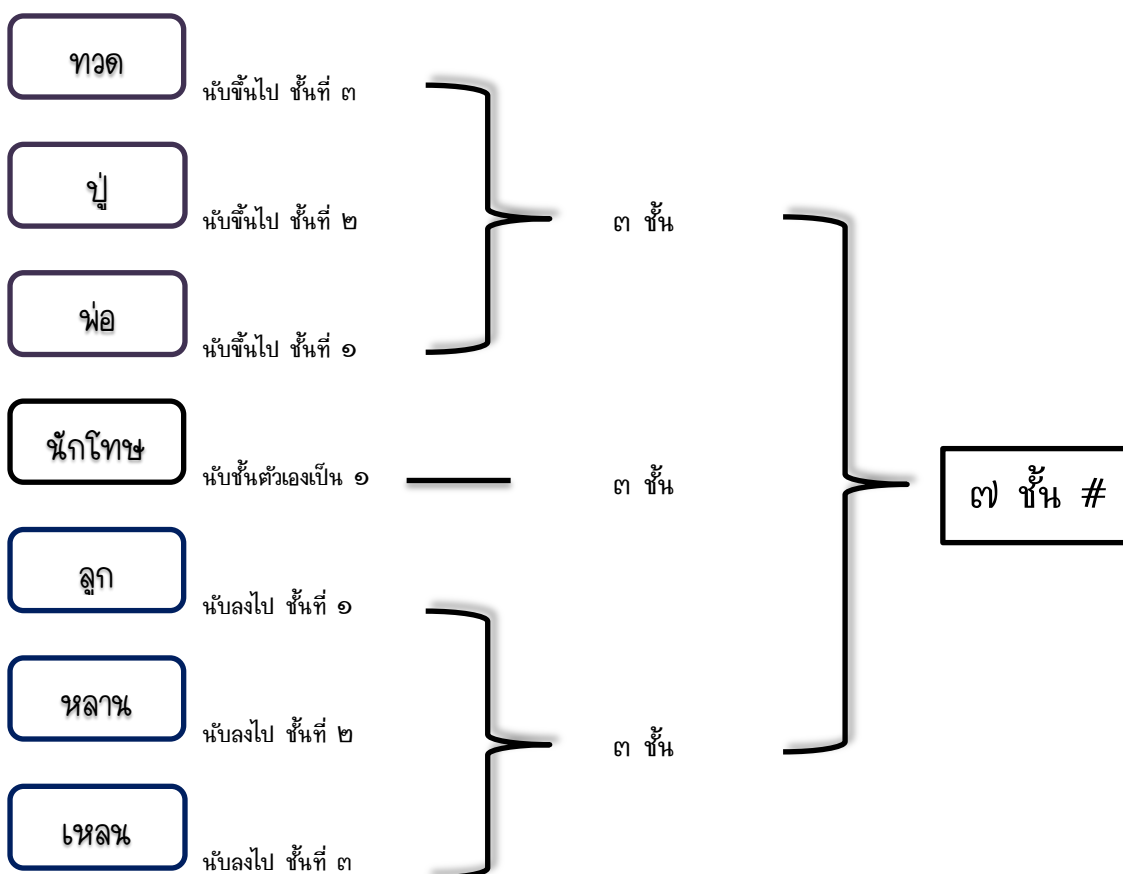 ทวด
นับขึ้นไป ชั้นที่ ๓
ปู่
นับขึ้นไป ชั้นที่ ๒
๓ ชั้น
พ่อ
นับขึ้นไป ชั้นที่ ๑
นักโทษ
นับชั้นตัวเองเป็น ๑
๓ ชั้น
๗ ชั้น #
ลูก
นับลงไป ชั้นที่ ๑
หลาน
นับลงไป ชั้นที่ ๒
๓ ชั้น
เหลน
นับลงไป ชั้นที่ ๓